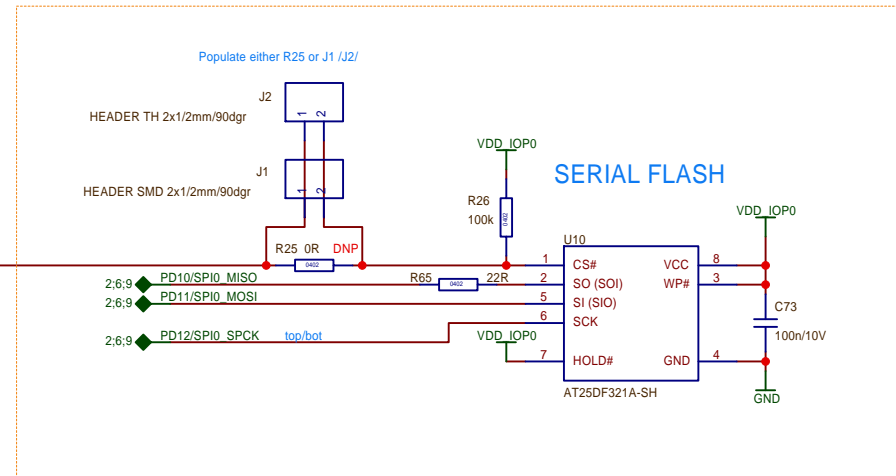 Populate either R25 or J1 /J2/
J2
1
2
HEADER TH 2x1/2mm/90dgr
VDD_IOP0
J1
1
2
HEADER SMD 2x1/2mm/90dgr
SERIAL FLASH
R26
100k
0402
VDD_IOP0
R25 0R DNP
0402
U10
1 CS# VCC 8
2;6;9 PD10/SPI0_MISO R65 0402 22R 2 SO (SOI) WP# 3
2;6;9 PD11/SPI0_MOSI 5 SI (SIO)
C73
100n/10V
6 SCK
2;6;9 PD12/SPI0_SPCK top/bot VDD_IOP0
7 HOLD# GND 4
AT25DF321A-SH
GND